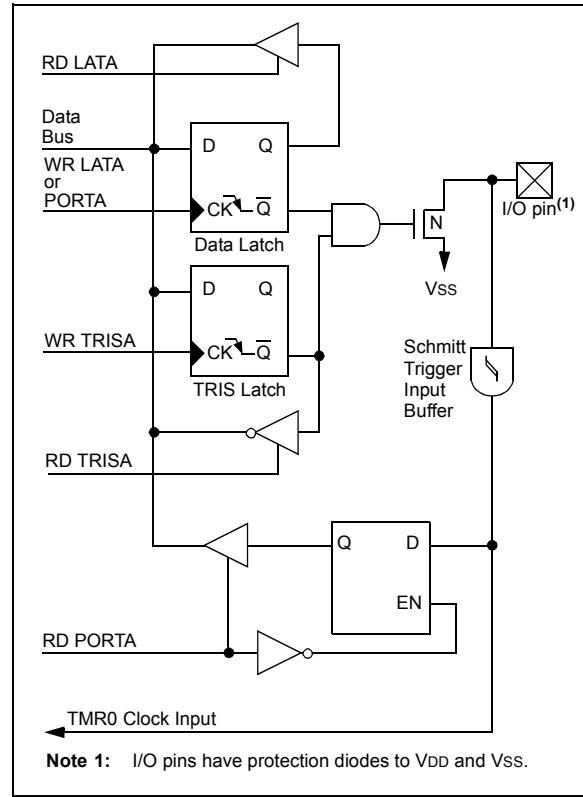 RD LATA
Data
Bus
WR LATA
or
PORTA
D Q
CK Q̅
Data Latch
N
I/O pin(1)
VSS
D Q
CK Q̅
WR TRISA
TRIS Latch
Schmitt
Trigger
Input
Buffer
RD TRISA
Q D
EN
RD PORTA
TMR0 Clock Input
Note 1: I/O pins have protection diodes to VDD and VSS.